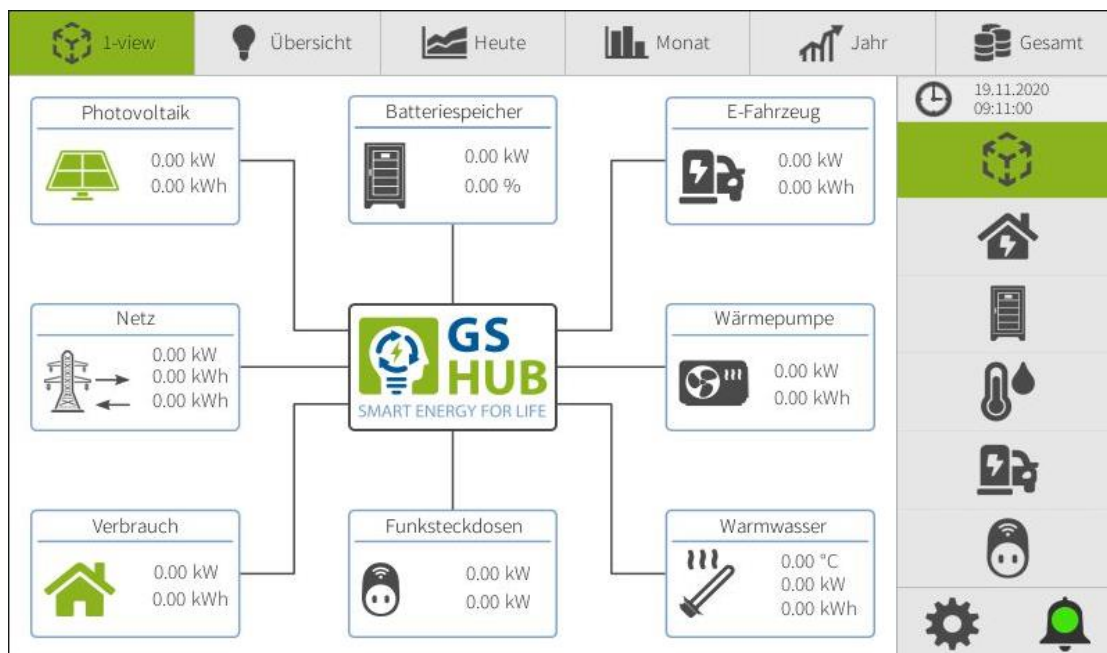 1-view
Übersicht
Heute
Monat
Jahr
Gesamt
19.11.2020
09:11:00
Photovoltaik
0.00 kW
0.00 kWh
Batteriespeicher
0.00 kW
0.00 %
E-Fahrzeug
0.00 kW
0.00 kWh
Netz
0.00 kW
0.00 kWh
0.00 kWh
GS
HUB
SMART ENERGY FOR LIFE
Wärmepumpe
0.00 kW
0.00 kWh
Verbrauch
0.00 kW
0.00 kWh
Funksteckdosen
0.00 kW
0.00 kW
Warmwasser
0.00 °C
0.00 kW
0.00 kWh